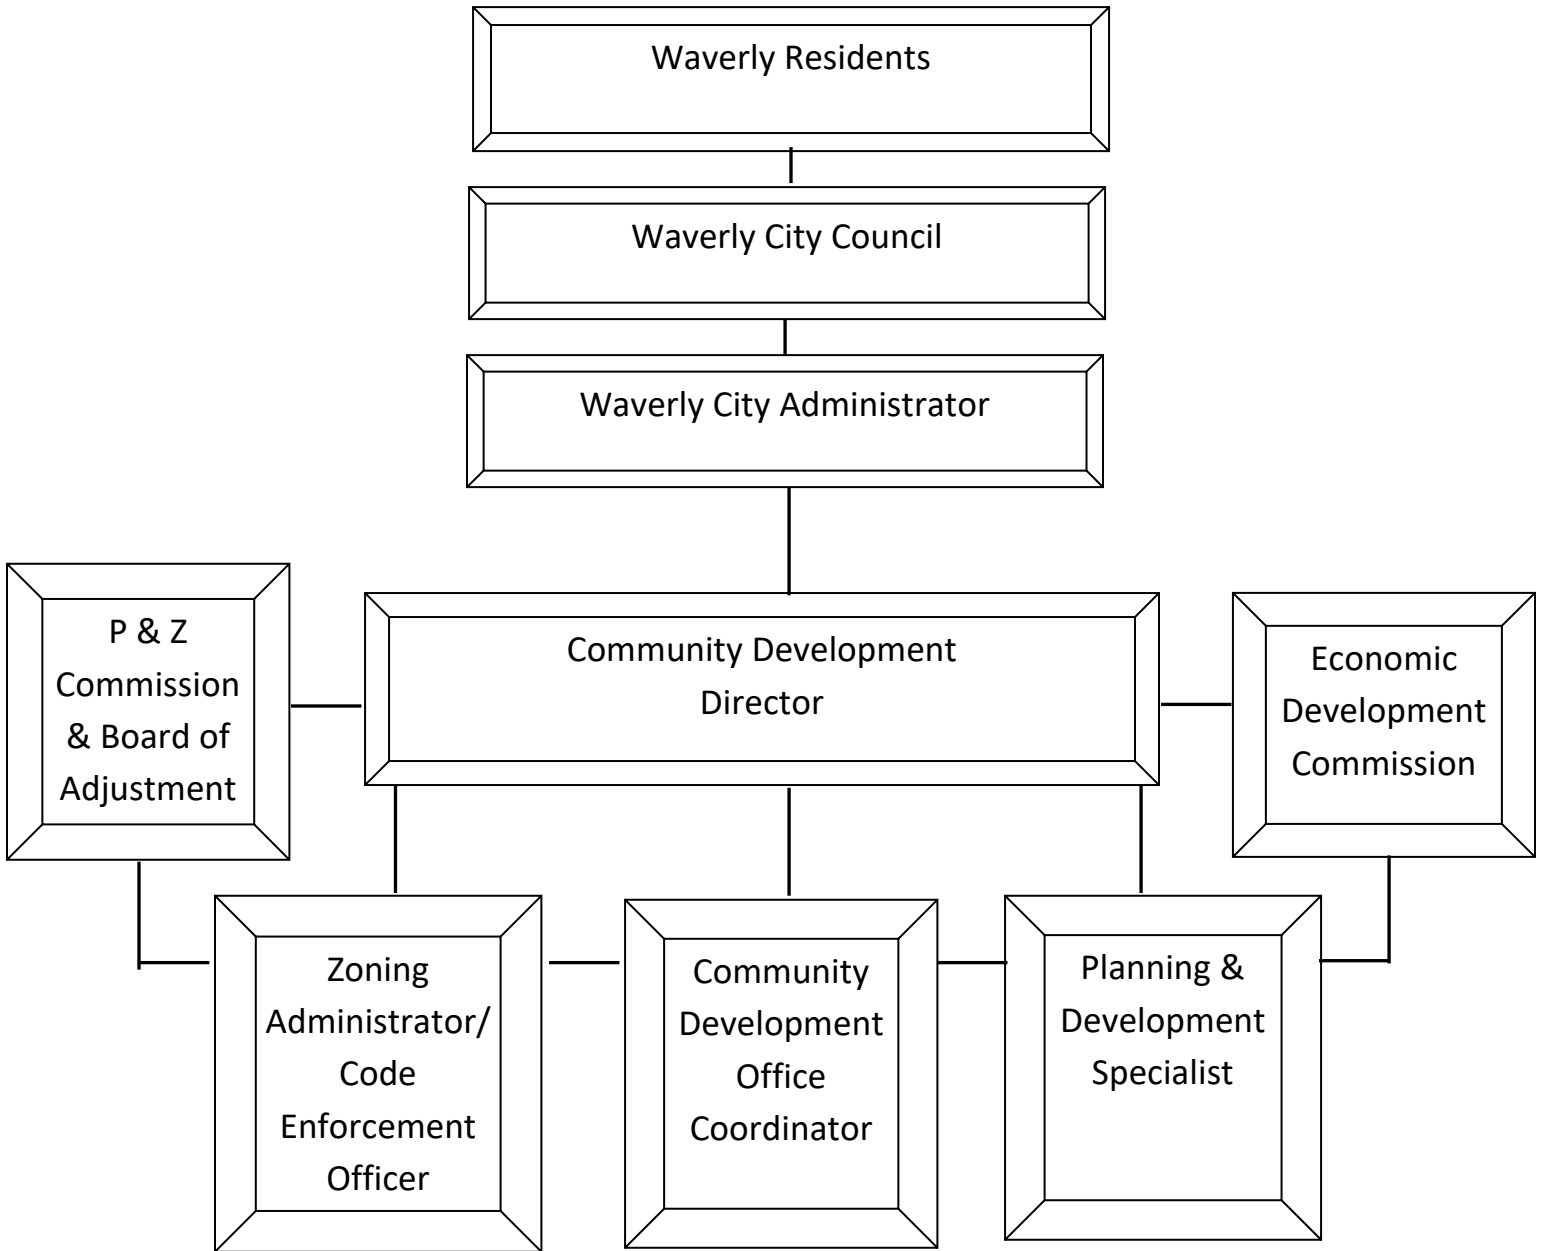 Waverly Residents
Waverly City Council
Waverly City Administrator
P & Z
Commission
& Board of
Adjustment
Community Development
Director
Economic
Development
Commission
Zoning
Administrator/
Code
Enforcement
Officer
Community
Development
Office
Coordinator
Planning &
Development
Specialist